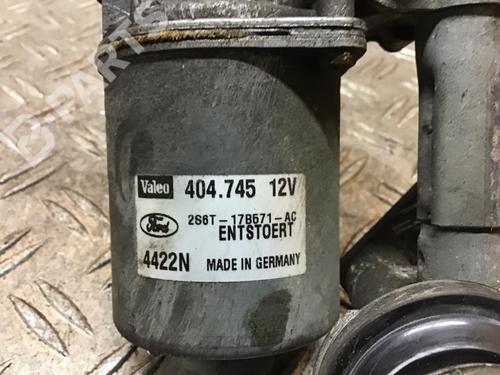 B-PARTS
Valeo 404.745 12V
Ford 2S6T-17B571-AC
ENTSTOERT
4422N MADE IN GERMANY